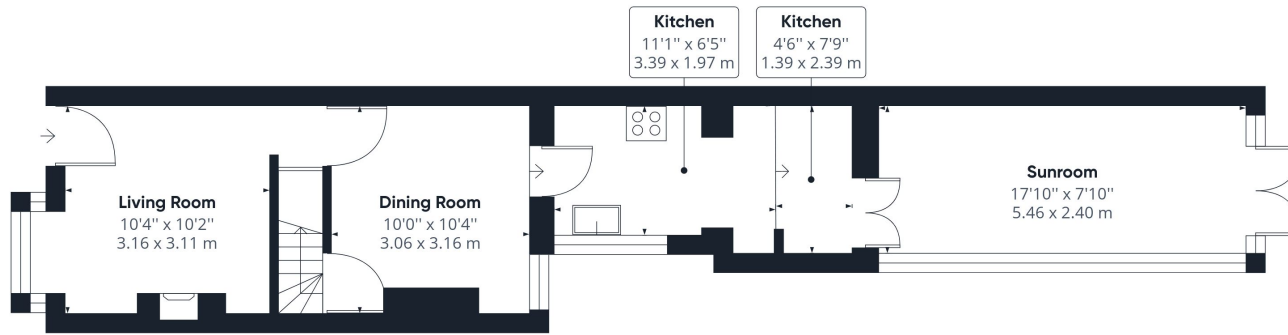 Kitchen
11'1'' x 6'5''
3.39 x 1.97 m
Kitchen
4'6'' x 7'9''
1.39 x 2.39 m
Living Room
10'4'' x 10'2''
3.16 x 3.11 m
Dining Room
10'0'' x 10'4''
3.06 x 3.16 m
Sunroom
17'10'' x 7'10''
5.46 x 2.40 m